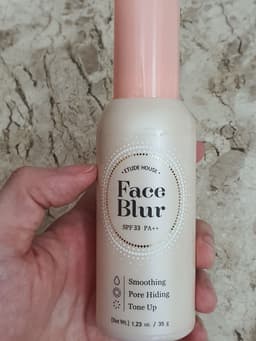 • ETUDE HOUSE •
Face
Blur
SPF 33 PA++
Smoothing
Pore Hiding
Tone Up
[Net Wt.] 1.23 oz. / 35 g